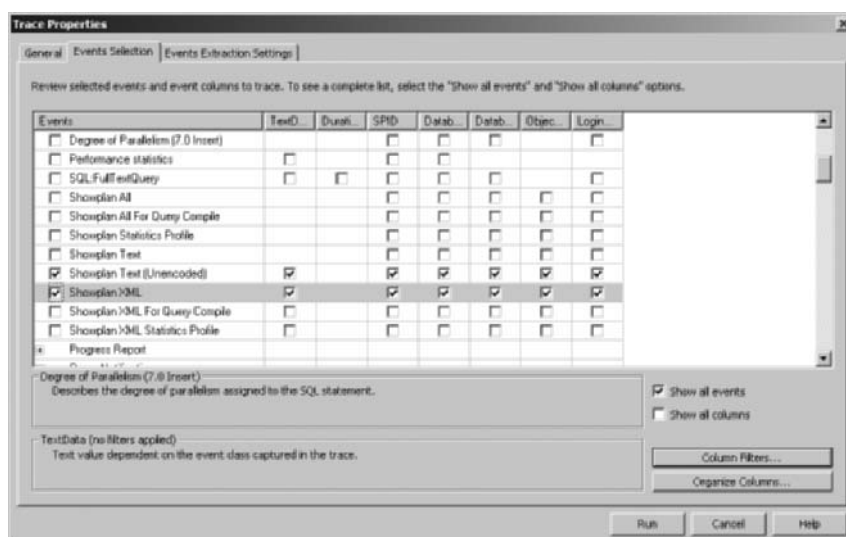 Trace Properties
General Events Selection Events Extraction Settings
Review selected events and event columns to trace. To see a complete list, select the "Show all events" and "Show all columns" options.
Events TextD... Durati... SPID Datab... Datab... Objec... Login...
Degree of Parallelism (7.0 Insert)
Performance statistics
SQL:FullTextQuery
Showplan All
Showplan All For Query Compile
Showplan Statistics Profile
Showplan Text
Showplan Text (Unencoded)
Showplan XML
Showplan XML For Query Compile
Showplan XML Statistics Profile
Progress Report
Degree of Parallelism (7.0 Insert)
Describes the degree of parallelism assigned to the SQL statement.
Show all events
Show all columns
TextData (no filters applied)
Text value dependent on the event class captured in the trace.
Column Filters...
Organize Columns...
Run Cancel Help